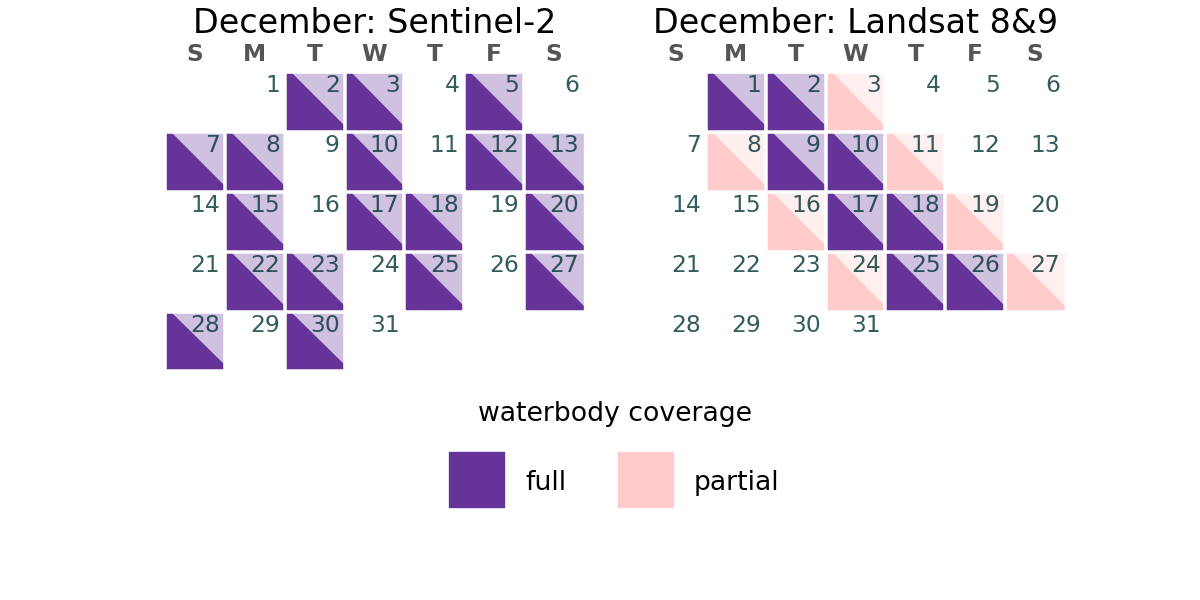 December: Sentinel-2
S M T W T F S
1 2 3 4 5 6
7 8 9 10 11 12 13
14 15 16 17 18 19 20
21 22 23 24 25 26 27
28 29 30 31
December: Landsat 8&9
S M T W T F S
1 2 3 4 5 6
7 8 9 10 11 12 13
14 15 16 17 18 19 20
21 22 23 24 25 26 27
28 29 30 31
waterbody coverage
full partial